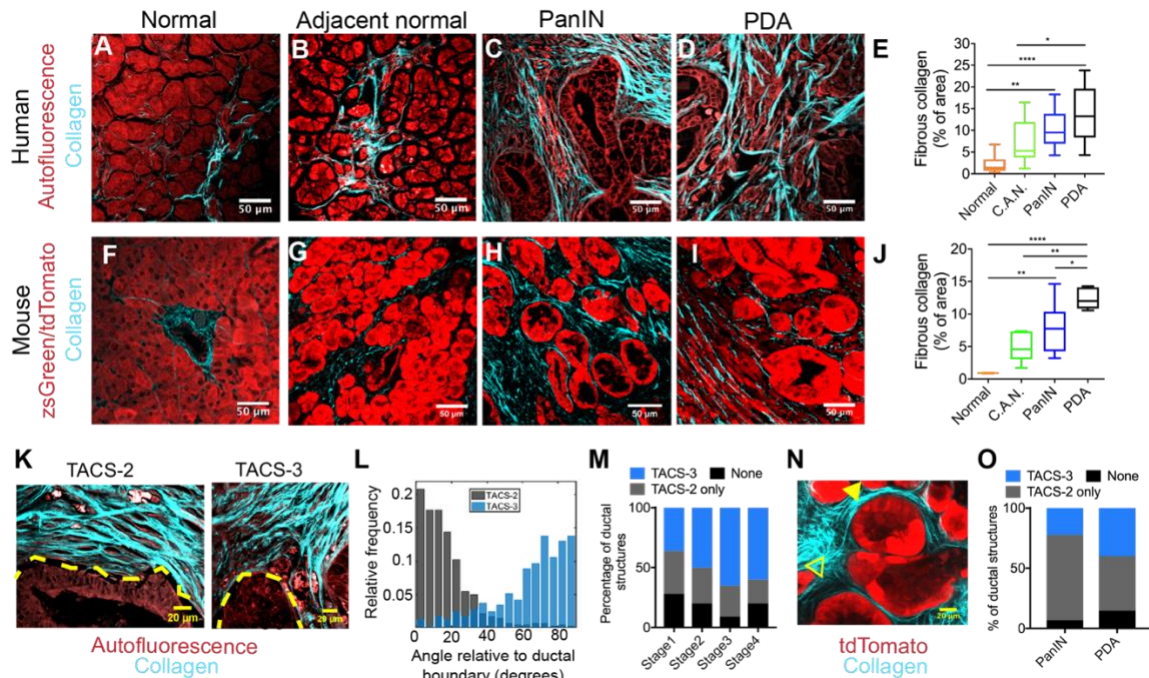 Normal
Adjacent normal
PanIN
PDA
Human
Autofluorescence
Collagen
A
50 µm
B
50 µm
C
50 µm
D
50 µm
E
Fibrous collagen
(% of area)
30
25
20
15
10
5
0
*
****
**
Normal
C.A.N.
PanIN
PDA
Mouse
zsGreen/tdTomato
Collagen
F
50 µm
G
50 µm
H
50 µm
I
50 µm
J
Fibrous collagen
(% of area)
20
15
10
5
0
****
**
*
**
Normal
C.A.N.
PanIN
PDA
K
TACS-2
TACS-3
20 µm
20 µm
Autofluorescence
Collagen
L
Relative frequency
0.2
0.15
0.1
0.05
TACS-2
TACS-3
0 20 40 60 80
Angle relative to ductal
boundary (degrees)
M
TACS-3
None
TACS-2 only
Percentage of ductal
structures
100
50
0
Stage1
Stage2
Stage3
Stage4
N
20 µm
tdTomato
Collagen
O
TACS-3
None
TACS-2 only
% of ductal structures
100
50
0
PanIN
PDA